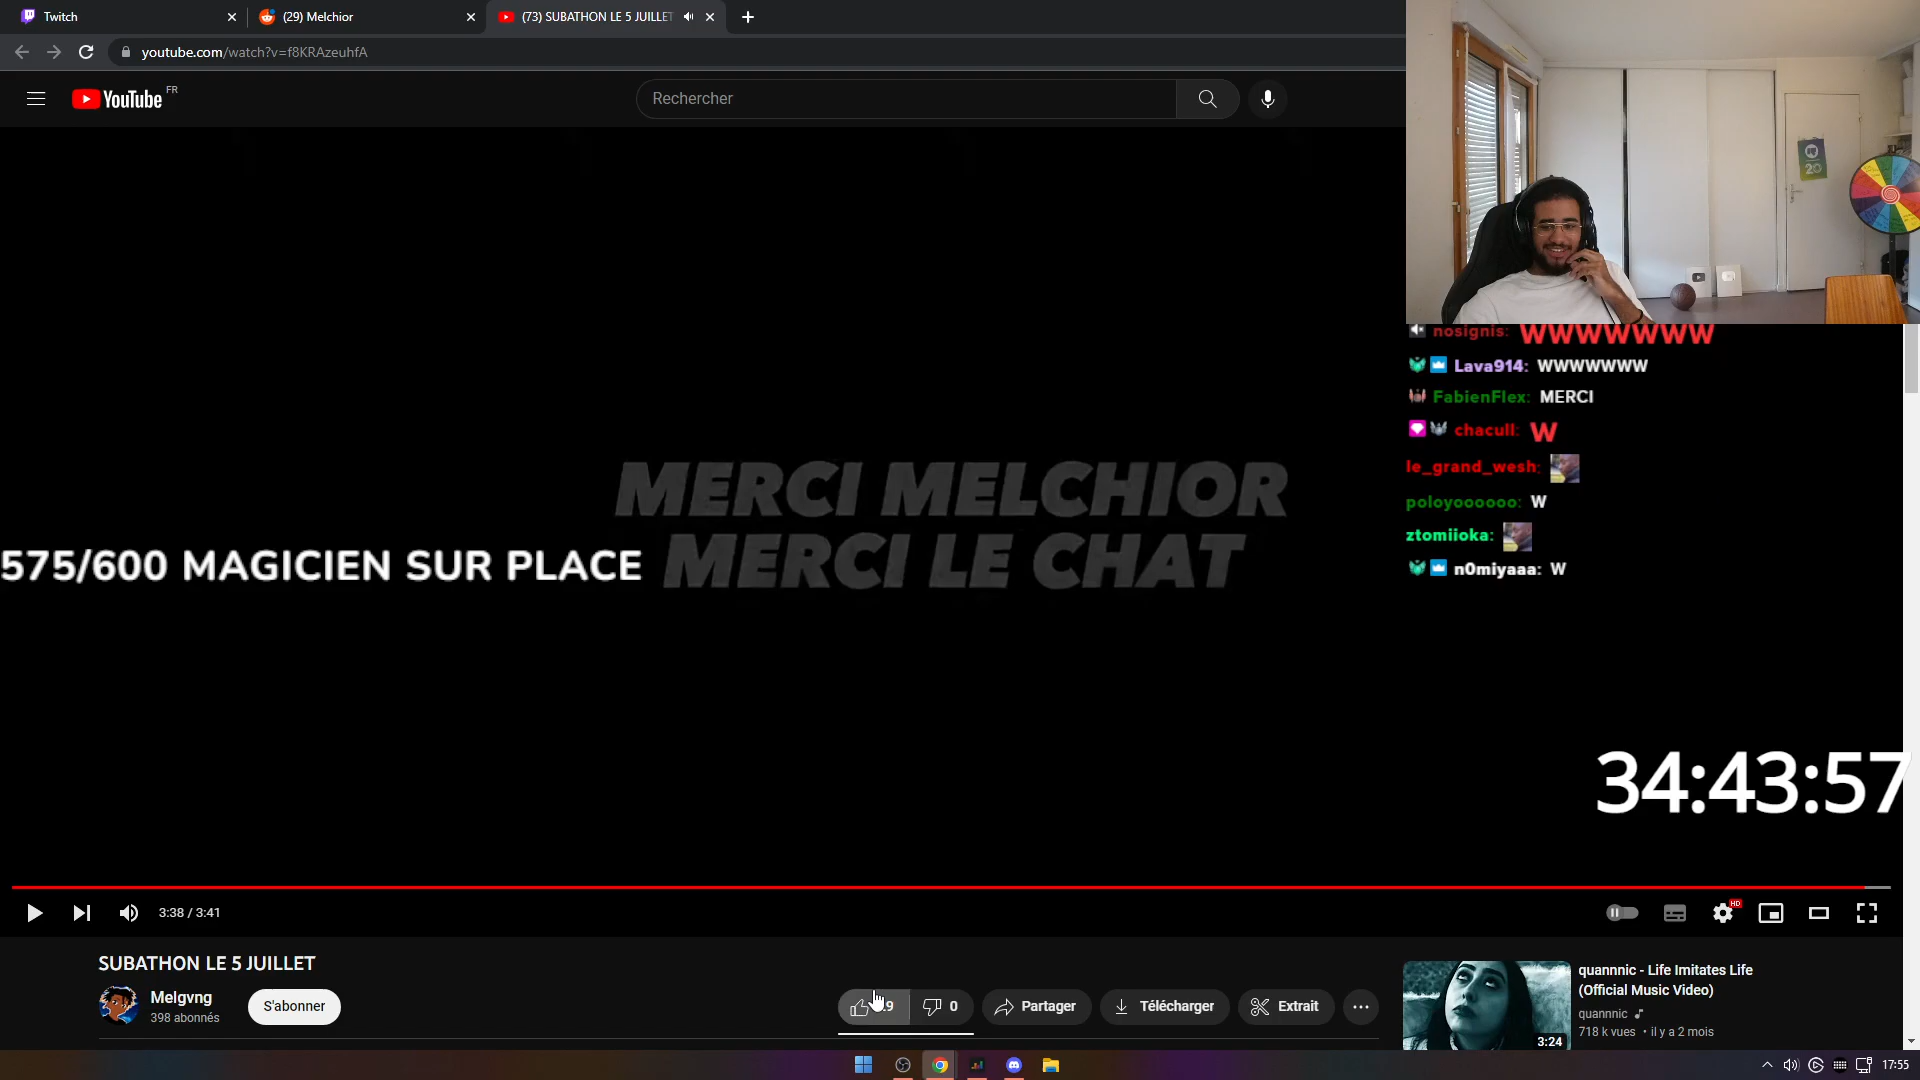 Twitch
(29) Melchior
(73) SUBATHON LE 5 JUILLET
youtube.com/watch?v=f8KRAzeuhfA
YouTube FR
Rechercher
20
nosignis: WWWWWWW
Lava914: WWWWWWW
FabienFlex: MERCI
chacull: W
le_grand_wesh:
poloyoooooo: W
ztomiioka:
n0miyaaa: W
MERCI MELCHIOR
MERCI LE CHAT
575/600 MAGICIEN SUR PLACE
34:43:57
3:38 / 3:41
HD
SUBATHON LE 5 JUILLET
Melgvng
398 abonnés
S'abonner
0
Partager
Télécharger
Extrait
3:24
quannnic - Life Imitates Life
(Official Music Video)
quannnic
718 k vues • il y a 2 mois
17:55